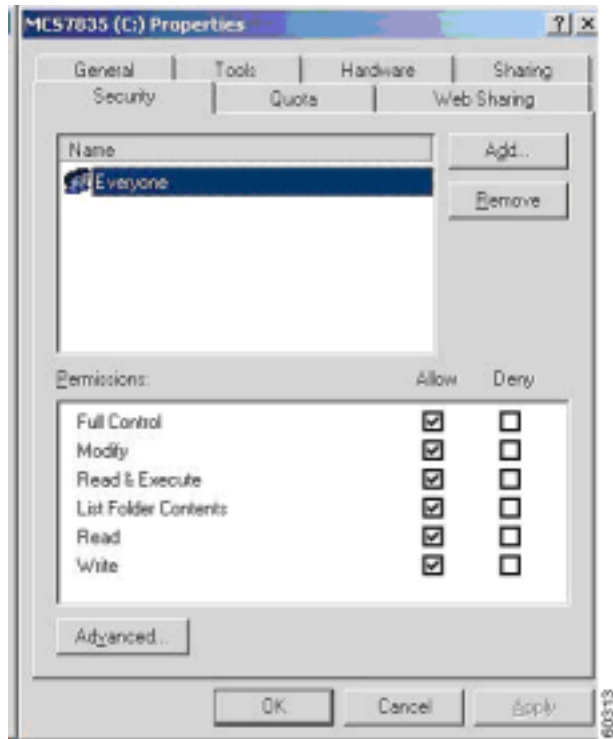 MCS7835 (C:) Properties
General Tools Hardware Sharing
Security Quota Web Sharing
Name
Everyone
Add...
Remove
Permissions: Allow Deny
Full Control
Modify
Read & Execute
List Folder Contents
Read
Write
Advanced...
OK Cancel Apply
60313